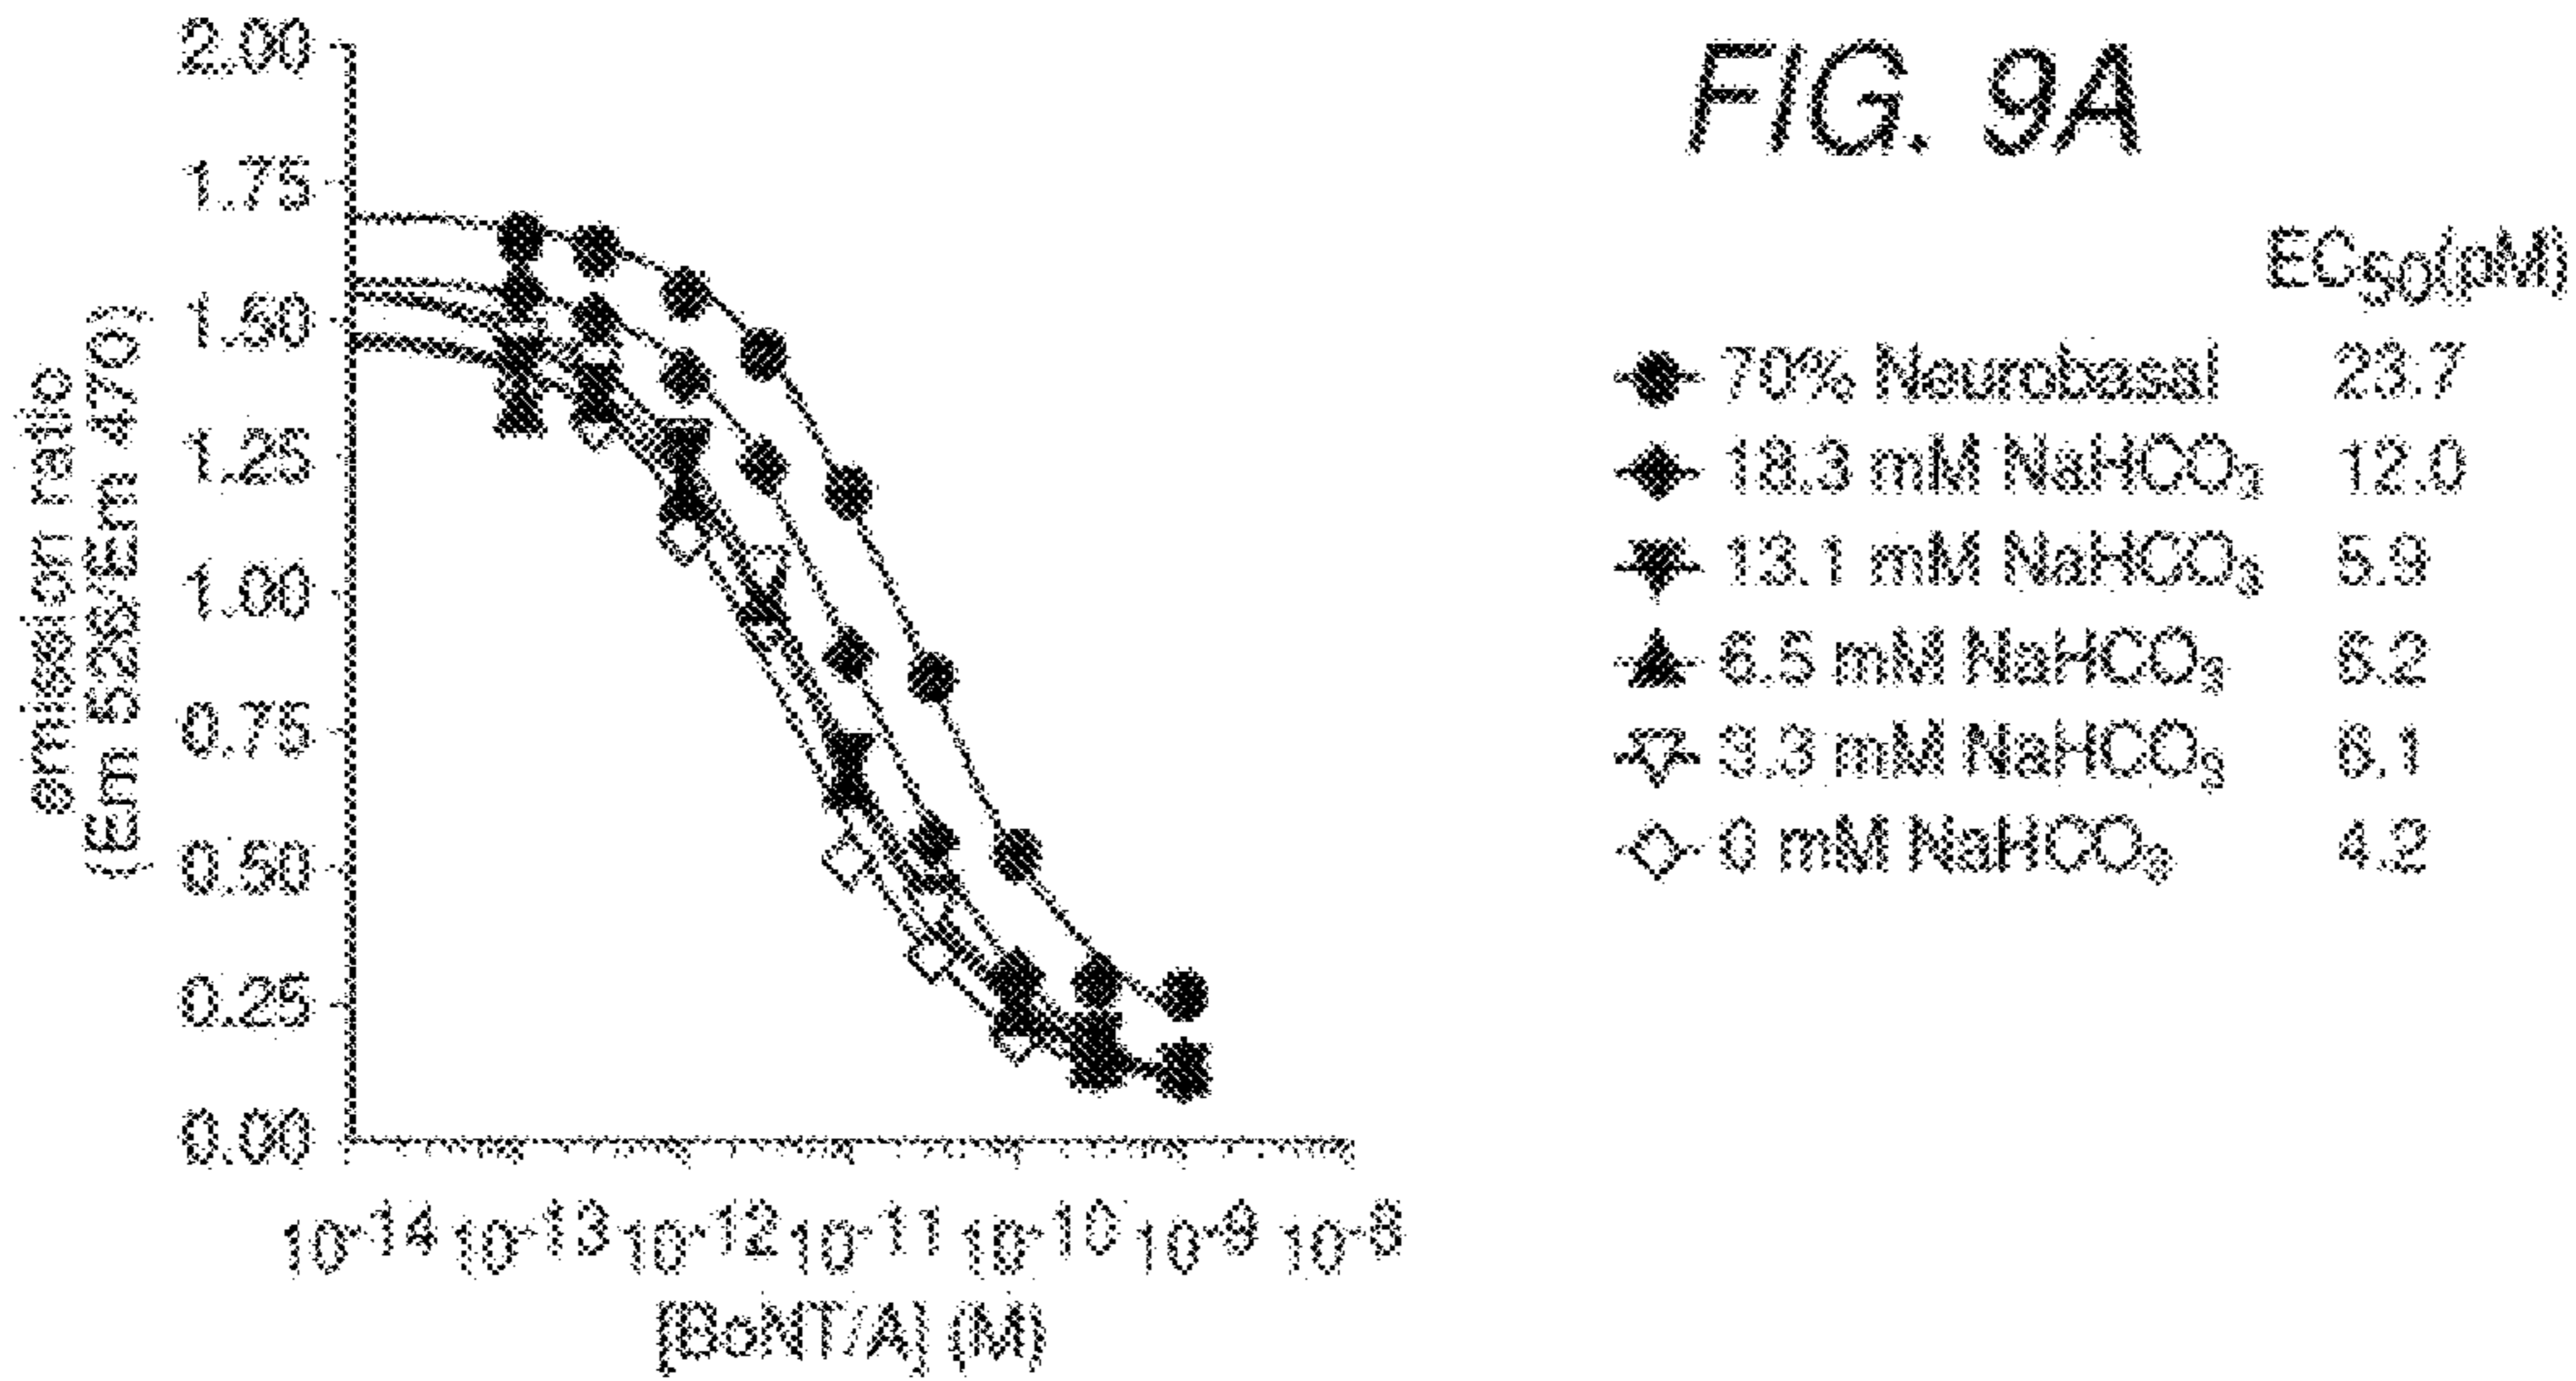 FIG. 9A
2.00
1.75
1.50
1.25
1.00
0.75
0.50
0.25
0.00
emission ratio
(Em 528/Em 470)
10-14 10-13 10-12 10-11 10-10 10-9 10-8
[BoNT/A] (M)
EC50(pM)
70% Neurobasal 23.7
18.3 mM NaHCO3 12.0
13.1 mM NaHCO3 5.9
6.5 mM NaHCO3 6.2
3.3 mM NaHCO3 6.1
0 mM NaHCO3 4.2